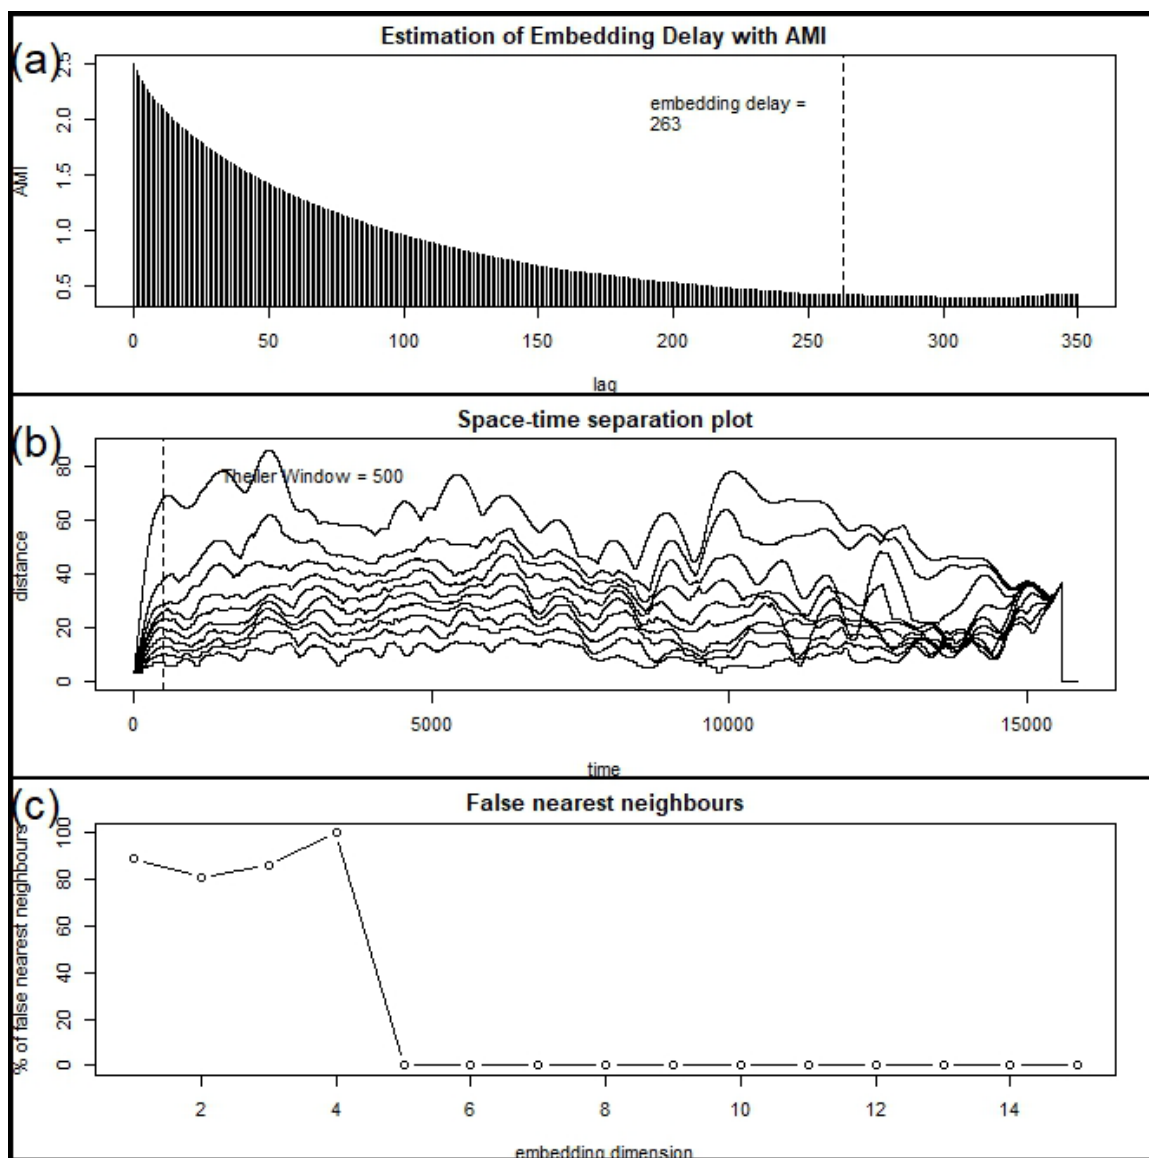 Estimation of Embedding Delay with AMI
(a)
AMI
2.5
2.0
1.5
1.0
0.5
embedding delay =
263
0 50 100 150 200 250 300 350
lag
Space-time separation plot
(b)
distance
80
60
40
20
0
Theiler Window = 500
0 5000 10000 15000
time
False nearest neighbours
(c)
% of false nearest neighbours
100
80
60
40
20
0
2 4 6 8 10 12 14
embedding dimension